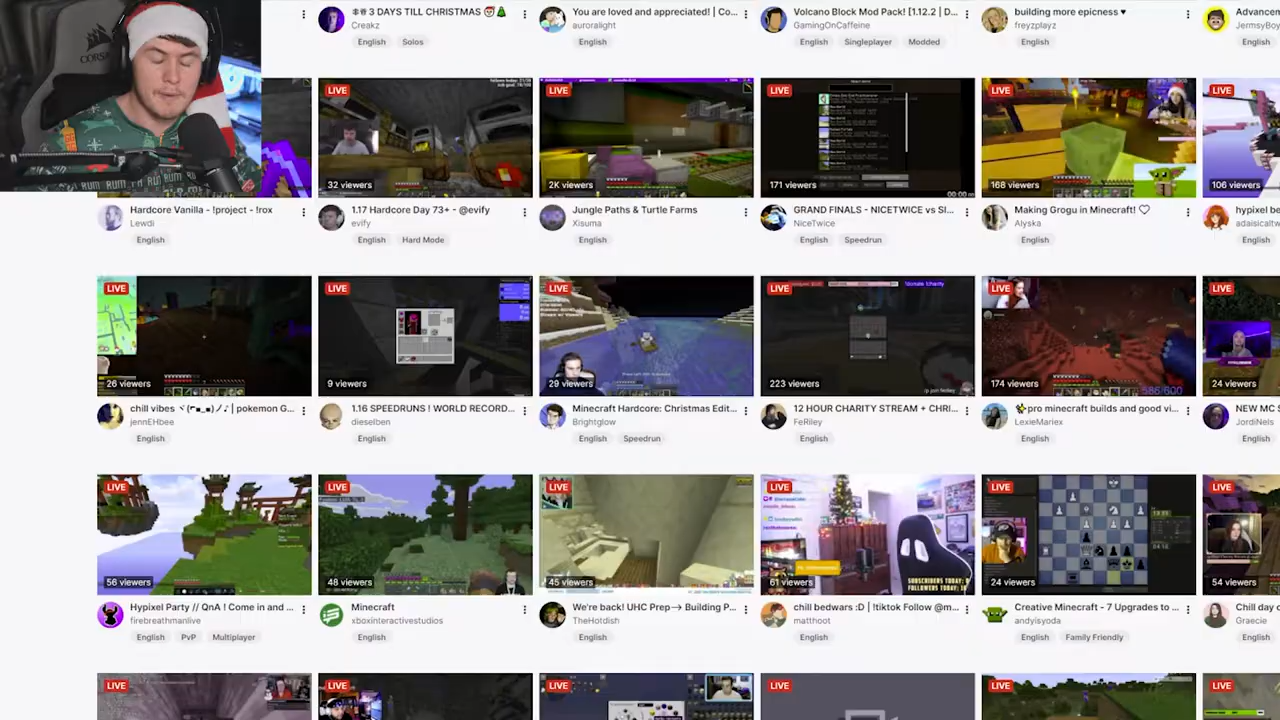 3 DAYS TILL CHRISTMAS
Creakz
English Solos
You are loved and appreciated! | Co...
auroralight
English
Volcano Block Mod Pack! [1.12.2] | D...
GamingOnCaffeine
English Singleplayer Modded
building more epicness ♥
freyzplayz
English
Advancem
JermsyBoy
English
LIVE
32 viewers
LIVE
2K viewers
LIVE
171 viewers
LIVE
168 viewers
LIVE
106 viewers
Hardcore Vanilla - !project - !rox
Lewdi
English
1.17 Hardcore Day 73+ - @evify
evify
English Hard Mode
Jungle Paths & Turtle Farms
Xisuma
English
GRAND FINALS - NICETWICE vs SI...
NiceTwice
English Speedrun
Making Grogu in Minecraft! ♡
Alyska
English
hypixel be
adaisicaltw
English
LIVE
26 viewers
LIVE
9 viewers
LIVE
29 viewers
LIVE
223 viewers
LIVE
174 viewers
586/600
LIVE
24 viewers
chill vibes | pokemon G...
jennEHbee
English
1.16 SPEEDRUNS ! WORLD RECORD...
dieselben
English
Minecraft Hardcore: Christmas Edit...
Brightglow
English Speedrun
12 HOUR CHARITY STREAM + CHRI...
FeRiley
English
pro minecraft builds and good vi...
LexieMariex
English
NEW MC S
JordiNels
English
LIVE
56 viewers
LIVE
48 viewers
LIVE
45 viewers
LIVE
61 viewers
LIVE
24 viewers
LIVE
54 viewers
Hypixel Party // QnA ! Come in and ...
firebreathmanlive
English PvP Multiplayer
Minecraft
xboxinteractivestudios
We're back! UHC Prep--> Building P...
TheHotdish
English
chill bedwars :D | !tiktok Follow @m...
matthoot
English
Creative Minecraft - 7 Upgrades to ...
andyisyoda
English Family Friendly
Chill day o
Graecie
English
LIVE
LIVE
LIVE
LIVE
LIVE
LIVE